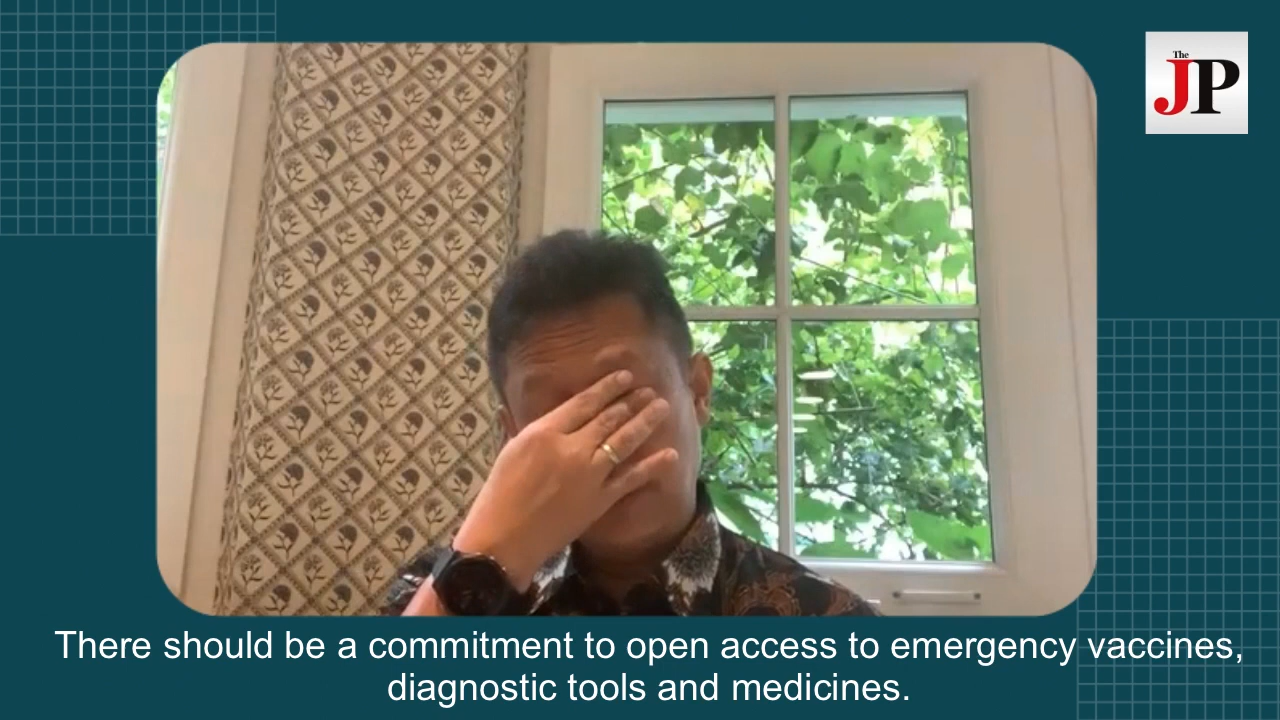 The
JP
There should be a commitment to open access to emergency vaccines,
diagnostic tools and medicines.